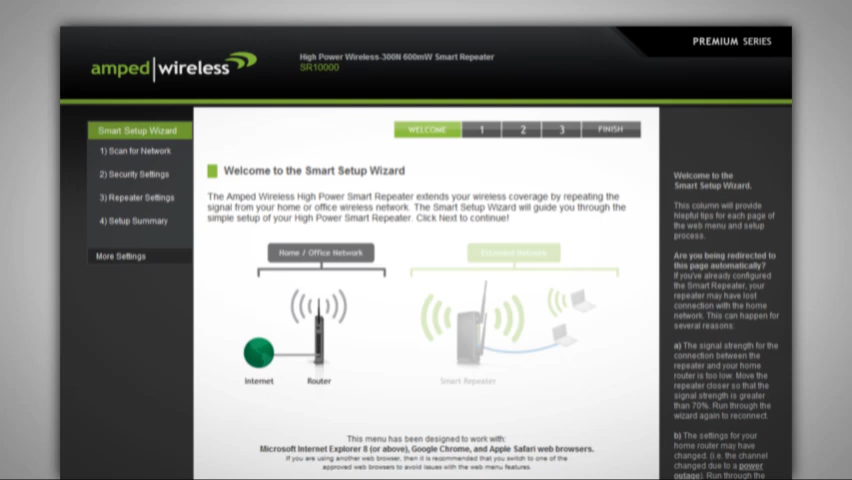 PREMIUM SERIES
amped|wireless
High Power Wireless-300N 600mW Smart Repeater
SR10000
Smart Setup Wizard
1) Scan for Network
2) Security Settings
3) Repeater Settings
4) Setup Summary
More Settings
WELCOME 1 2 3 FINISH
Welcome to the Smart Setup Wizard
The Amped Wireless High Power Smart Repeater extends your wireless coverage by repeating the
signal from your home or office wireless network. The Smart Setup Wizard will guide you through the
simple setup of your High Power Smart Repeater. Click Next to continue!
Home / Office Network
Extended Network
Internet
Router
Smart Repeater
This menu has been designed to work with:
Microsoft Internet Explorer 8 (or above), Google Chrome, and Apple Safari web browsers.
If you are using another web browser, then it is recommended that you switch to one of the
approved web browsers to avoid issues with the web menu features.
Welcome to the
Smart Setup Wizard.
This column will provide
hlepful tips for each page of
the web menu and setup
process.
Are you being redirected to
this page automatically?
If you've already configured
the Smart Repeater, your
repeater may have lost
connection with the home
network. This can happen for
several reasons:
a) The signal strength for the
connection between the
repeater and your home
router is too low. Move the
repeater closer so that the
signal strength is greater
than 70%. Run through the
wizard again to reconnect.
b) The settings for your
home router may have
changed. (i.e. the channel
changed due to a power
outage). Run through the